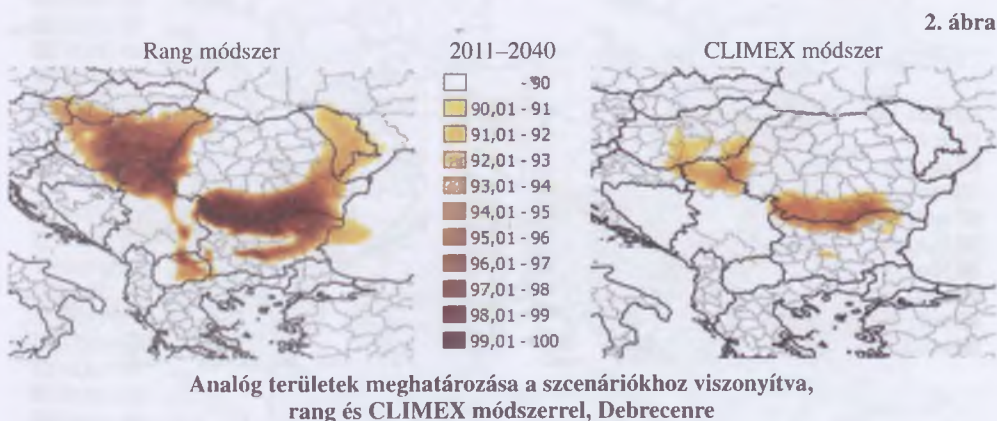 2. ábra
Rang módszer
2011–2040
CLIMEX módszer
- 90
90,01 - 91
91,01 - 92
92,01 - 93
93,01 - 94
94,01 - 95
95,01 - 96
96,01 - 97
97,01 - 98
98,01 - 99
99,01 - 100
Analóg területek meghatározása a szcenáriókhoz viszonyítva,
rang és CLIMEX módszerrel, Debrecenre